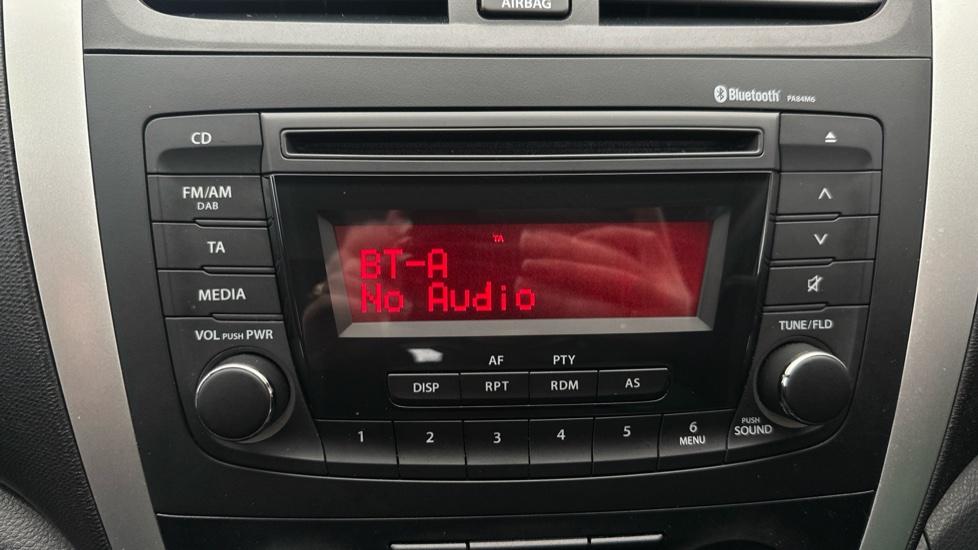 AIRBAG
Bluetooth PA84M6
CD
FM/AM
DAB
TA
TA
BT-A
No Audio
MEDIA
VOL PUSH PWR
TUNE/FLD
AF PTY
DISP RPT RDM AS
1 2 3 4 5 6
MENU
PUSH
SOUND